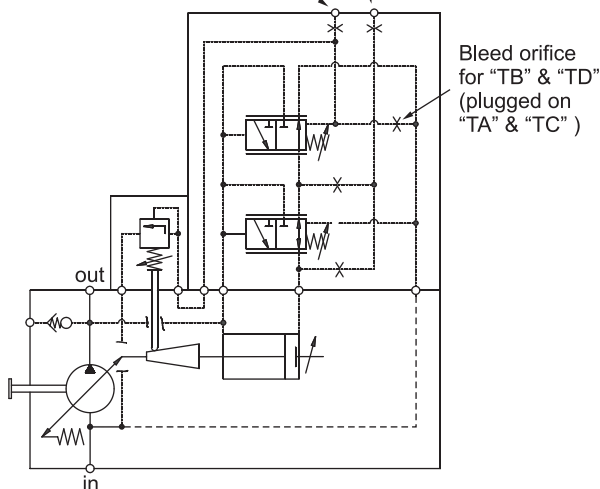 Bleed orifice
for “TB” & “TD”
(plugged on
“TA” & “TC” )
out
in